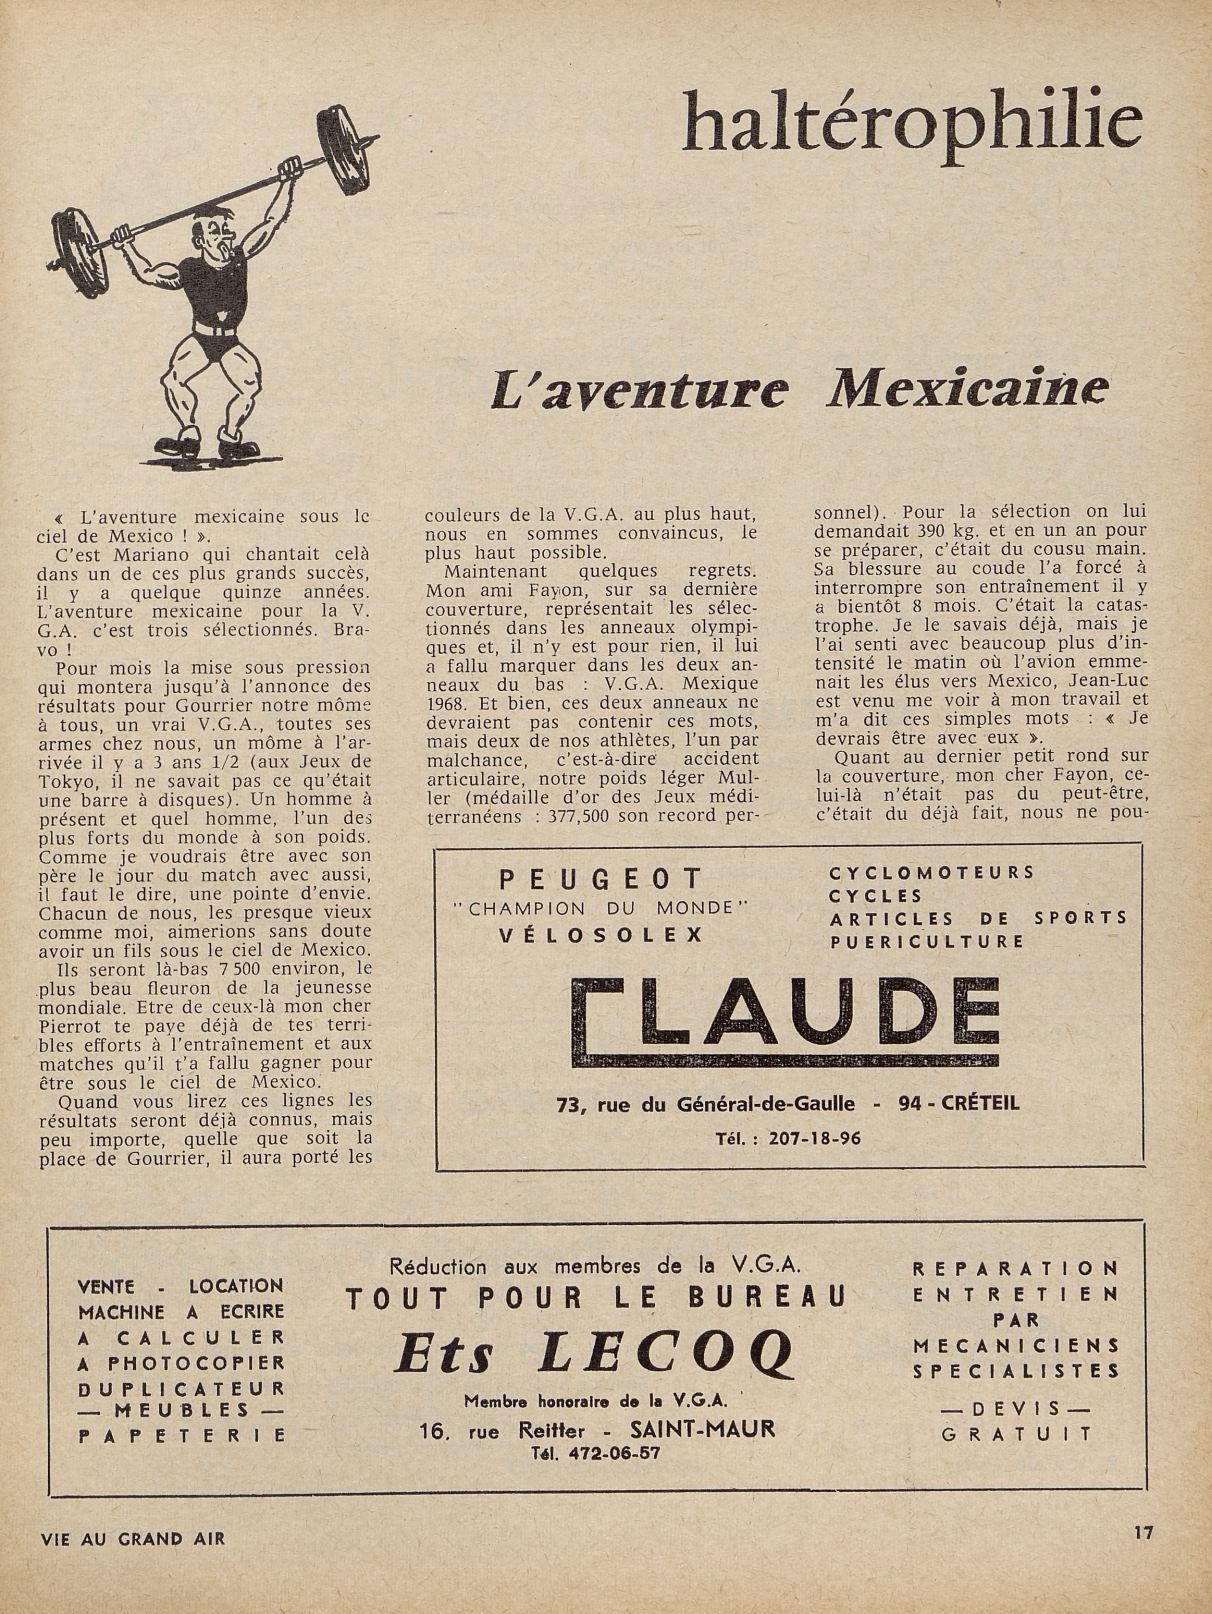 haltérophilie
L'aventure Mexicaine
« L'aventure mexicaine sous le
ciel de Mexico ! ».
C'est Mariano qui chantait celà
dans un de ces plus grands succès,
il y a quelque quinze années.
L'aventure mexicaine pour la V.
G.A. c'est trois sélectionnés. Bra-
vo !
Pour mois la mise sous pression
qui montera jusqu'à l'annonce des
résultats pour Gourrier notre môme
à tous, un vrai V.G.A., toutes ses
armes chez nous, un môme à l'ar-
rivée il y a 3 ans 1/2 (aux Jeux de
Tokyo, il ne savait pas ce qu'était
une barre à disques). Un homme à
présent et quel homme, l'un des
plus forts du monde à son poids.
Comme je voudrais être avec son
père le jour du match avec aussi,
il faut le dire, une pointe d'envie.
Chacun de nous, les presque vieux
comme moi, aimerions sans doute
avoir un fils sous le ciel de Mexico.
Ils seront là-bas 7 500 environ, le
plus beau fleuron de la jeunesse
mondiale. Etre de ceux-là mon cher
Pierrot te paye déjà de tes terri-
bles efforts à l'entraînement et aux
matches qu'il t'a fallu gagner pour
être sous le ciel de Mexico.
Quand vous lirez ces lignes les
résultats seront déjà connus, mais
peu importe, quelle que soit la
place de Gourrier, il aura porté les
couleurs de la V.G.A. au plus haut,
nous en sommes convaincus, le
plus haut possible.
Maintenant quelques regrets.
Mon ami Fayon, sur sa dernière
couverture, représentait les sélec-
tionnés dans les anneaux olympi-
ques et, il n'y est pour rien, il lui
a fallu marquer dans les deux an-
neaux du bas : V.G.A. Mexique
1968. Et bien, ces deux anneaux ne
devraient pas contenir ces mots,
mais deux de nos athlètes, l'un par
malchance, c'est-à-dire accident
articulaire, notre poids léger Mul-
ler (médaille d'or des Jeux médi-
terranéens : 377,500 son record per-
sonnel). Pour la sélection on lui
demandait 390 kg. et en un an pour
se préparer, c'était du cousu main.
Sa blessure au coude l'a forcé à
interrompre son entraînement il y
a bientôt 8 mois. C'était la catas-
trophe. Je le savais déjà, mais je
l'ai senti avec beaucoup plus d'in-
tensité le matin où l'avion emme-
nait les élus vers Mexico, Jean-Luc
est venu me voir à mon travail et
m'a dit ces simples mots : « Je
devrais être avec eux ».
Quant au dernier petit rond sur
la couverture, mon cher Fayon, ce-
lui-là n'était pas du peut-être,
c'était du déjà fait, nous ne pou-
PEUGEOT
"CHAMPION DU MONDE"
VÉLOSOLEX
CYCLOMOTEURS
CYCLES
ARTICLES DE SPORTS
PUERICULTURE
CLAUDE
73, rue du Général-de-Gaulle - 94 - CRÉTEIL
Tél. : 207-18-96
VENTE - LOCATION
MACHINE A ECRIRE
A CALCULER
A PHOTOCOPIER
DUPLICATEUR
— MEUBLES —
PAPETERIE
Réduction aux membres de la V.G.A.
TOUT POUR LE BUREAU
Ets LECOQ
Membre honoraire de la V.G.A.
16, rue Reitter - SAINT-MAUR
Tél. 472-06-57
REPARATION
ENTRETIEN
PAR
MECANICIENS
SPECIALISTES
— DEVIS —
GRATUIT
VIE AU GRAND AIR
17